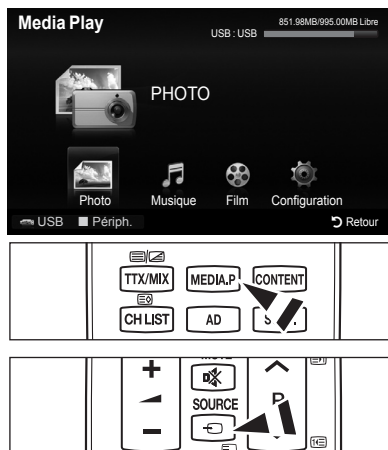 Media Play
851.98MB/995.00MB Libre
USB : USB
PHOTO
Photo Musique Film Configuration
USB Périph. Retour
TTX/MIX MEDIA.P CONTENT
CH LIST AD
SOURCE
P